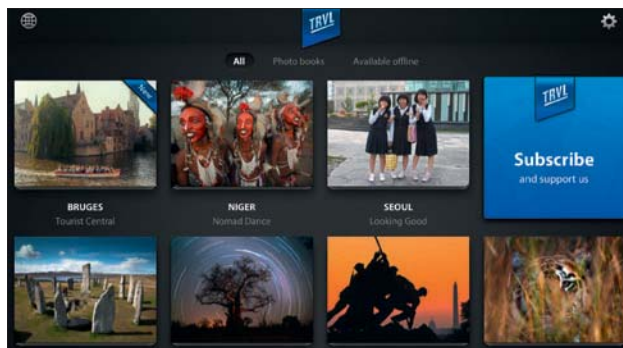 TRVL
All
Photo books
Available offline
New
TRVL
Subscribe
and support us
BRUGES
Tourist Central
NIGER
Nomad Dance
SEOUL
Looking Good